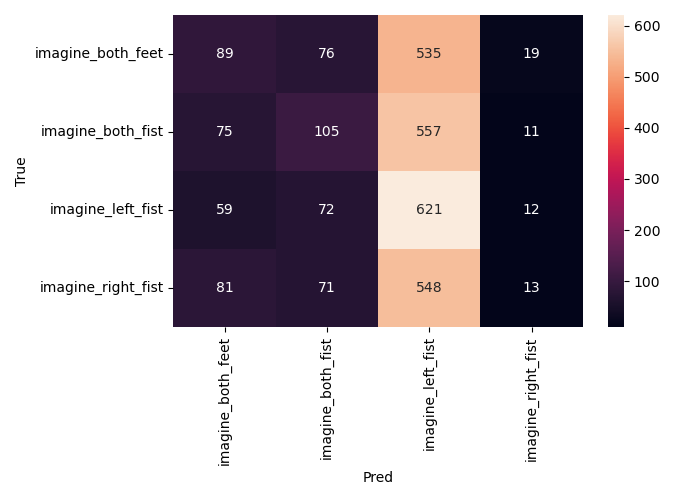 imagine_both_feet 89 76 535 19
imagine_both_fist 75 105 557 11
imagine_left_fist 59 72 621 12
imagine_right_fist 81 71 548 13
True
imagine_both_feet
imagine_both_fist
imagine_left_fist
imagine_right_fist
Pred
600
500
400
300
200
100